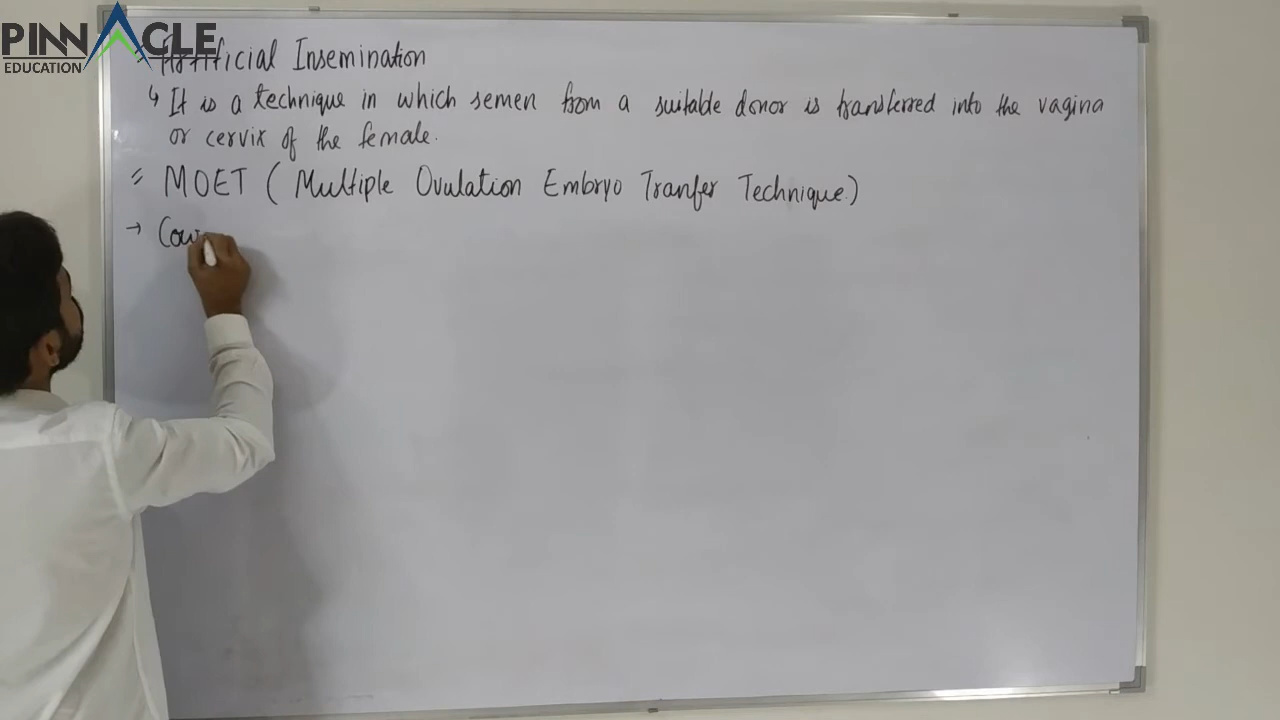 PINNACLE
EDUCATION
Artificial Insemination
↳ It is a technique in which semen from a suitable donor is transferred into the vagina
or cervix of the female.
MOET ( Multiple Ovulation Embryo Tranfer Technique.)
→ Cow